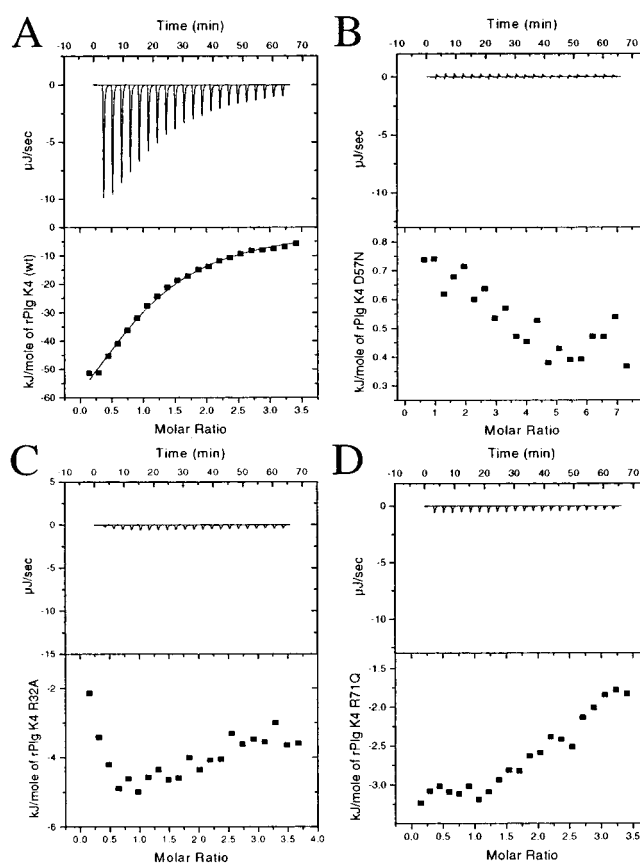 A
Time (min)
-10 0 10 20 30 40 50 60 70
0
-5
-10
µJ/sec
0
-10
-20
-30
-40
-50
-60
kJ/mole of rPlg K4 (wt)
0.0 0.5 1.0 1.5 2.0 2.5 3.0 3.5
Molar Ratio
B
Time (min)
-10 0 10 20 30 40 50 60 70
0
-5
-10
µJ/sec
0.8
0.7
0.6
0.5
0.4
0.3
kJ/mole of rPlg K4 D57N
0 1 2 3 4 5 6 7
Molar Ratio
C
Time (min)
-10 0 10 20 30 40 50 60 70
5
0
-5
-10
-15
µJ/sec
-2
-4
-6
kJ/mole of rPlg K4 R32A
0.0 0.5 1.0 1.5 2.0 2.5 3.0 3.5 4.0
Molar Ratio
D
Time (min)
-10 0 10 20 30 40 50 60 70
0
-5
-10
µJ/sec
-1.5
-2.0
-2.5
-3.0
kJ/mole of rPlg K4 R71Q
0.0 0.5 1.0 1.5 2.0 2.5 3.0 3.5
Molar Ratio